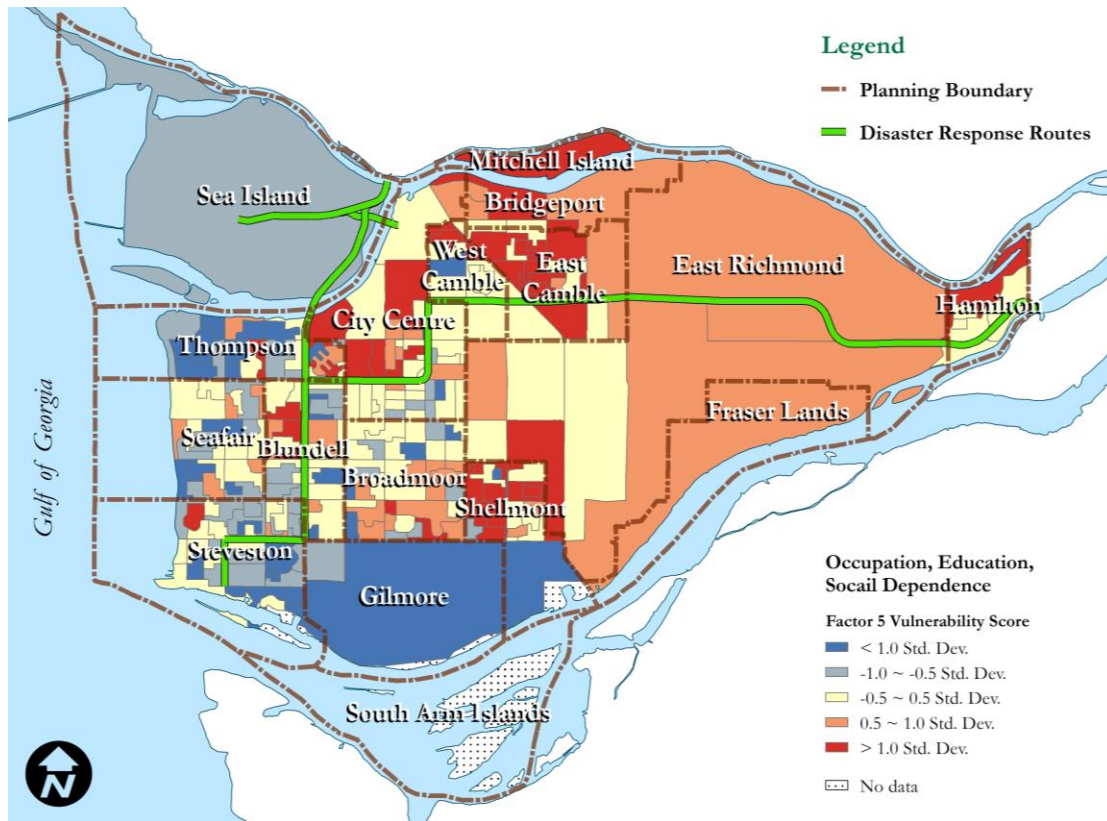 Legend
Planning Boundary
Disaster Response Routes
Mitchell Island
Sea Island
Bridgeport
West
Camble
East
Camble
East Richmond
Hamilton
City Centre
Thompson
Fraser Lands
Gulf of Georgia
Seafair
Blundell
Broadmoor
Shellmont
Steveston
Gilmore
South Arm Islands
Occupation, Education,
Socail Dependence
Factor 5 Vulnerability Score
< 1.0 Std. Dev.
-1.0 ~ -0.5 Std. Dev.
-0.5 ~ 0.5 Std. Dev.
0.5 ~ 1.0 Std. Dev.
> 1.0 Std. Dev.
No data
N